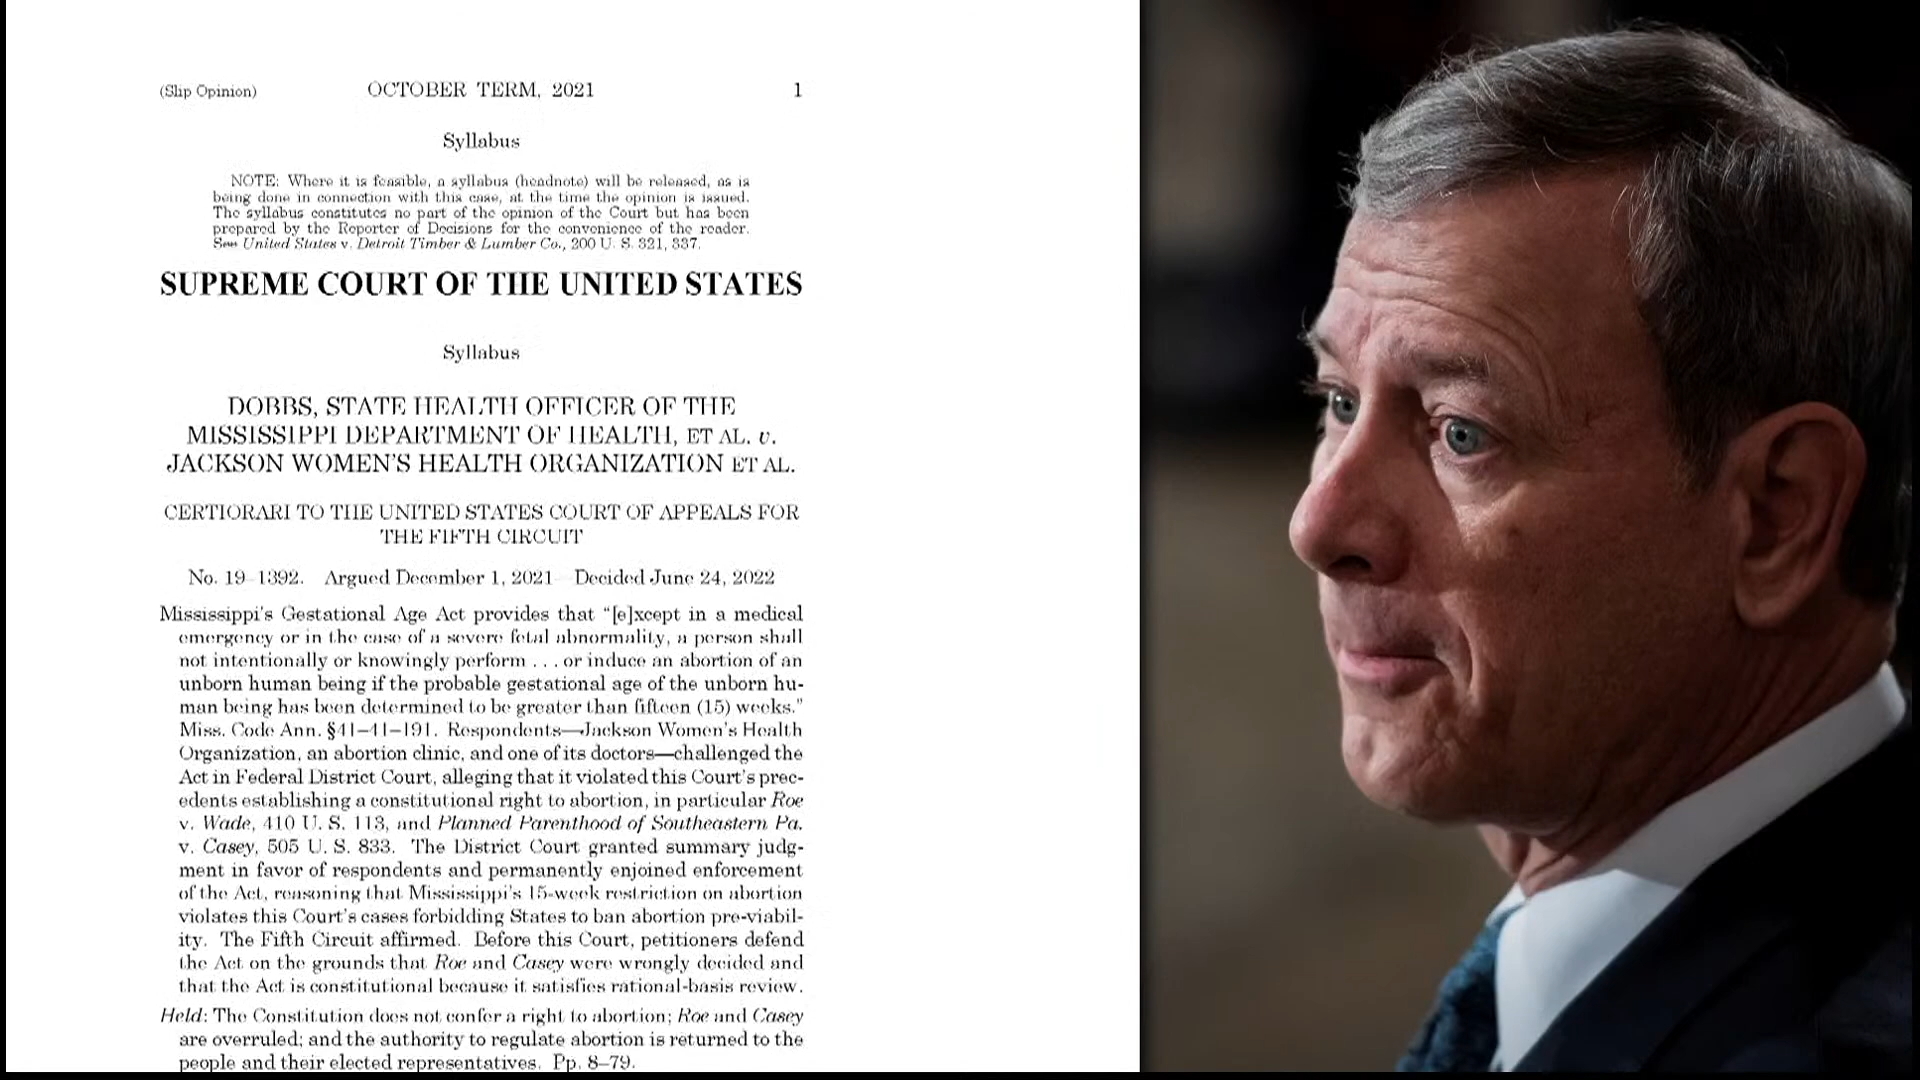 (Slip Opinion) OCTOBER TERM, 2021 1
Syllabus
NOTE: Where it is feasible, a syllabus (headnote) will be released, as is
being done in connection with this case, at the time the opinion is issued.
The syllabus constitutes no part of the opinion of the Court but has been
prepared by the Reporter of Decisions for the convenience of the reader.
See United States v. Detroit Timber & Lumber Co., 200 U. S. 321, 337.
SUPREME COURT OF THE UNITED STATES
Syllabus
DOBBS, STATE HEALTH OFFICER OF THE
MISSISSIPPI DEPARTMENT OF HEALTH, ET AL. v.
JACKSON WOMEN'S HEALTH ORGANIZATION ET AL.
CERTIORARI TO THE UNITED STATES COURT OF APPEALS FOR
THE FIFTH CIRCUIT
No. 19–1392. Argued December 1, 2021—Decided June 24, 2022
Mississippi's Gestational Age Act provides that "[e]xcept in a medical
emergency or in the case of a severe fetal abnormality, a person shall
not intentionally or knowingly perform . . . or induce an abortion of an
unborn human being if the probable gestational age of the unborn hu-
man being has been determined to be greater than fifteen (15) weeks."
Miss. Code Ann. §41–41–191. Respondents—Jackson Women's Health
Organization, an abortion clinic, and one of its doctors—challenged the
Act in Federal District Court, alleging that it violated this Court's prec-
edents establishing a constitutional right to abortion, in particular Roe
v. Wade, 410 U. S. 113, and Planned Parenthood of Southeastern Pa.
v. Casey, 505 U. S. 833. The District Court granted summary judg-
ment in favor of respondents and permanently enjoined enforcement
of the Act, reasoning that Mississippi's 15-week restriction on abortion
violates this Court's cases forbidding States to ban abortion pre-viabil-
ity. The Fifth Circuit affirmed. Before this Court, petitioners defend
the Act on the grounds that Roe and Casey were wrongly decided and
that the Act is constitutional because it satisfies rational-basis review.
Held: The Constitution does not confer a right to abortion; Roe and Casey
are overruled; and the authority to regulate abortion is returned to the
people and their elected representatives. Pp. 8–79.